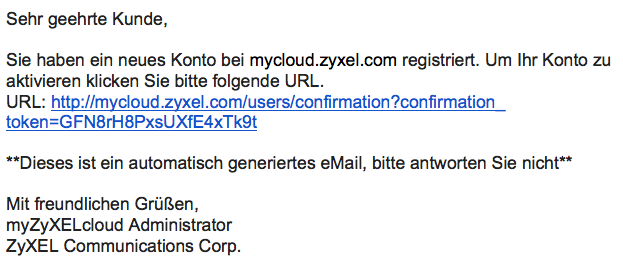 Sehr geehrte Kunde,
Sie haben ein neues Konto bei mycloud.zyxel.com registriert. Um Ihr Konto zu
aktivieren klicken Sie bitte folgende URL.
URL: http://mycloud.zyxel.com/users/confirmation?confirmation_
token=GFN8rH8PxsUXfE4xTk9t
**Dieses ist ein automatisch generiertes eMail, bitte antworten Sie nicht**
Mit freundlichen Grüßen,
myZyXELcloud Administrator
ZyXEL Communications Corp.